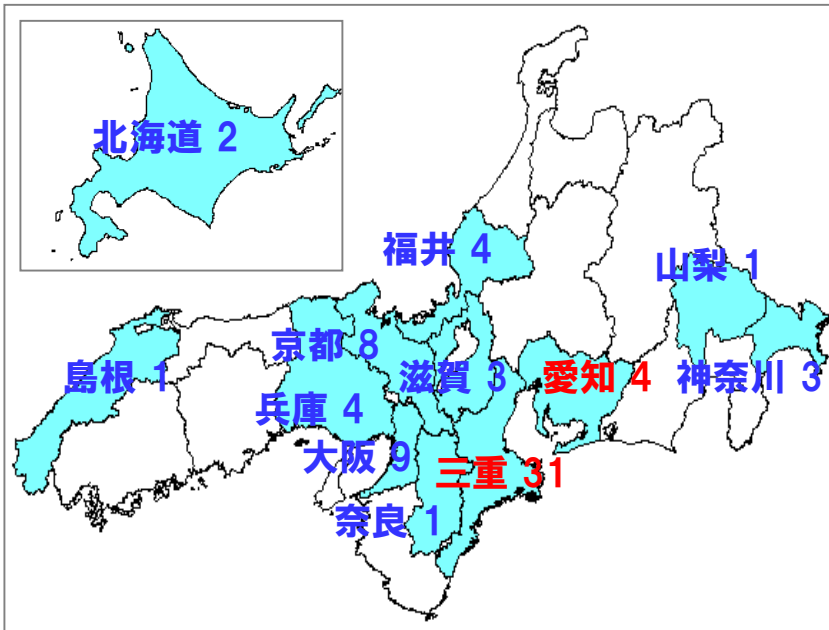 北海道 2
福井 4
山梨 1
京都 8
島根 1
滋賀 3
愛知 4
神奈川 3
兵庫 4
大阪 9
三重 31
奈良 1